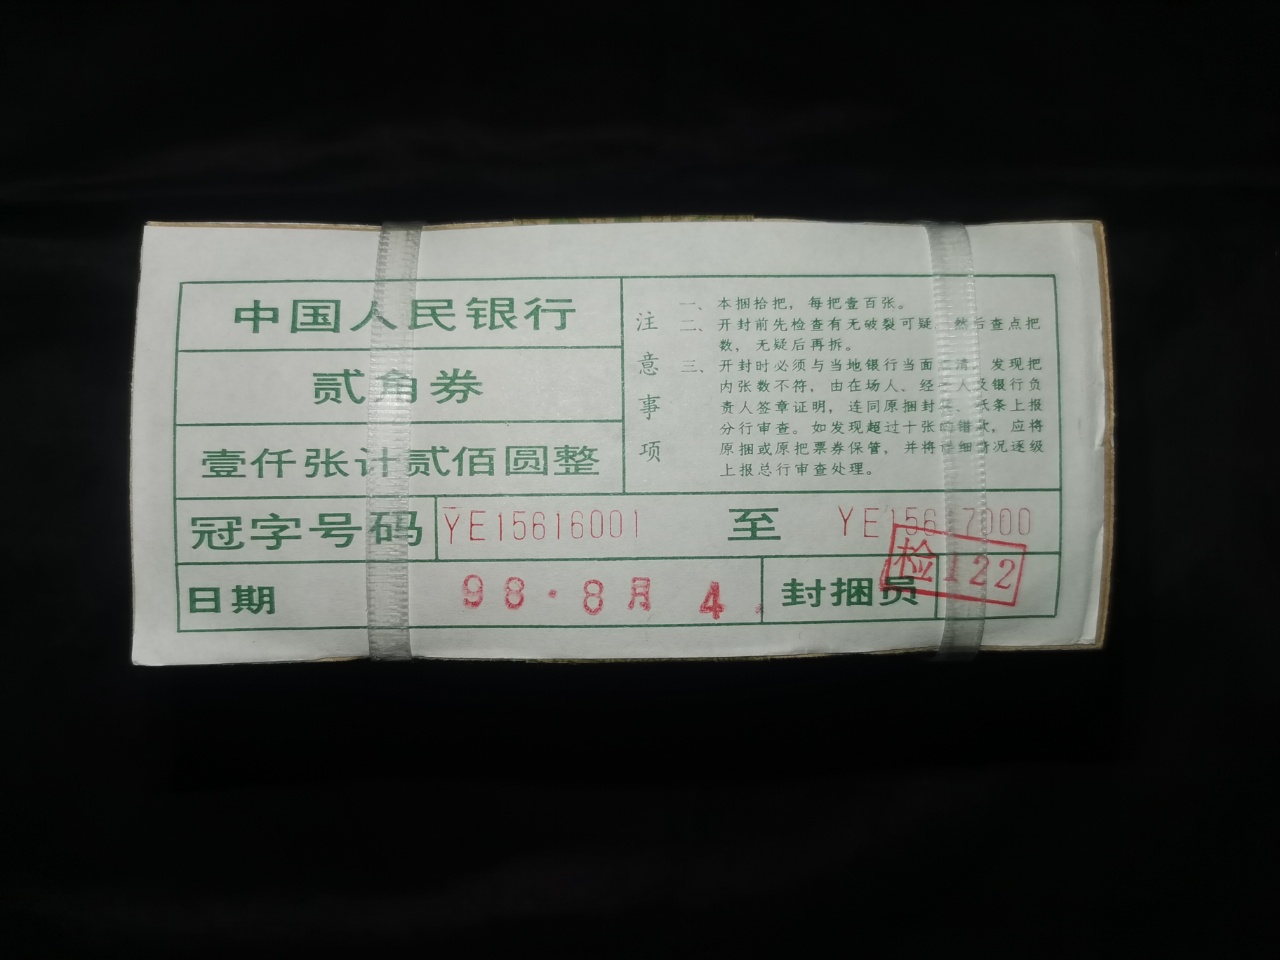 中国人民银行
贰角券
壹仟张计贰佰圆整
注意事项
一、本捆拾把，每把壹百张。
二、开封前先检查有无破裂可疑 然后查点把
数，无疑后再拆。
三、开封时必须与当地银行当面 清 发现把
内张数不符，由在场人、经 人及银行负
责人签章证明，连同原捆封 、纸条上报
分行审查。如发现超过十张 错款，应将
原捆或原把票券保管，并将详细情况逐级
上报总行审查处理。
冠字号码 YE15616001 至 YE15617000
检122
日期 98.8月 4 封捆员